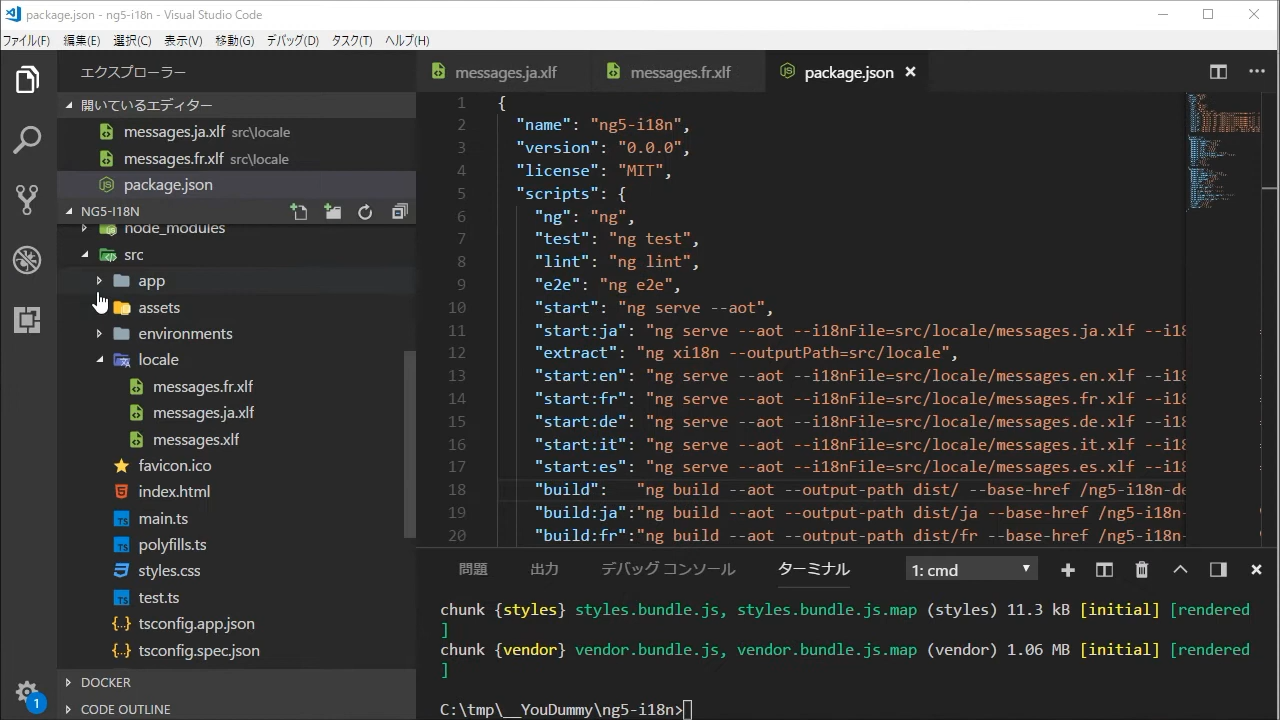 package.json - ng5-i18n - Visual Studio Code
ファイル(F) 編集(E) 選択(C) 表示(V) 移動(G) デバッグ(D) タスク(T) ヘルプ(H)
エクスプローラー
開いているエディター
messages.ja.xlf src\locale
messages.fr.xlf src\locale
package.json
NG5-I18N
node_modules
src
app
assets
environments
locale
messages.fr.xlf
messages.ja.xlf
messages.xlf
favicon.ico
index.html
main.ts
polyfills.ts
styles.css
test.ts
tsconfig.app.json
tsconfig.spec.json
DOCKER
CODE OUTLINE
1
messages.ja.xlf messages.fr.xlf package.json
1 {
2 "name": "ng5-i18n",
3 "version": "0.0.0",
4 "license": "MIT",
5 "scripts": {
6 "ng": "ng",
7 "test": "ng test",
8 "lint": "ng lint",
9 "e2e": "ng e2e",
10 "start": "ng serve --aot",
11 "start:ja": "ng serve --aot --i18nFile=src/locale/messages.ja.xlf --i18
12 "extract": "ng xi18n --outputPath=src/locale",
13 "start:en": "ng serve --aot --i18nFile=src/locale/messages.en.xlf --i18
14 "start:fr": "ng serve --aot --i18nFile=src/locale/messages.fr.xlf --i18
15 "start:de": "ng serve --aot --i18nFile=src/locale/messages.de.xlf --i18
16 "start:it": "ng serve --aot --i18nFile=src/locale/messages.it.xlf --i18
17 "start:es": "ng serve --aot --i18nFile=src/locale/messages.es.xlf --i18
18 "build": "ng build --aot --output-path dist/ --base-href /ng5-i18n-de
19 "build:ja":"ng build --aot --output-path dist/ja --base-href /ng5-i18n-
20 "build:fr":"ng build --aot --output-path dist/fr --base-href /ng5-i18n-
問題 出力 デバッグ コンソール ターミナル 1: cmd
chunk {styles} styles.bundle.js, styles.bundle.js.map (styles) 11.3 kB [initial] [rendered
]
chunk {vendor} vendor.bundle.js, vendor.bundle.js.map (vendor) 1.06 MB [initial] [rendered
]
C:\tmp\__YouDummy\ng5-i18n>